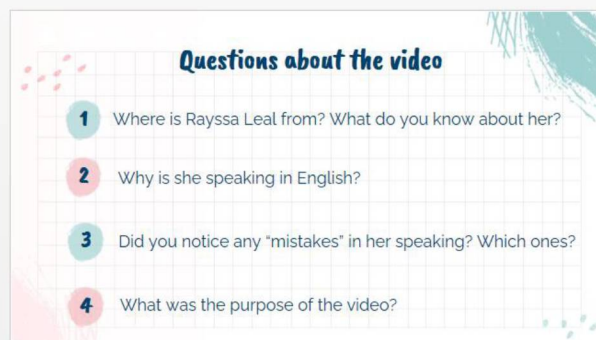 Questions about the video
1 Where is Rayssa Leal from? What do you know about her?
2 Why is she speaking in English?
3 Did you notice any “mistakes” in her speaking? Which ones?
4 What was the purpose of the video?